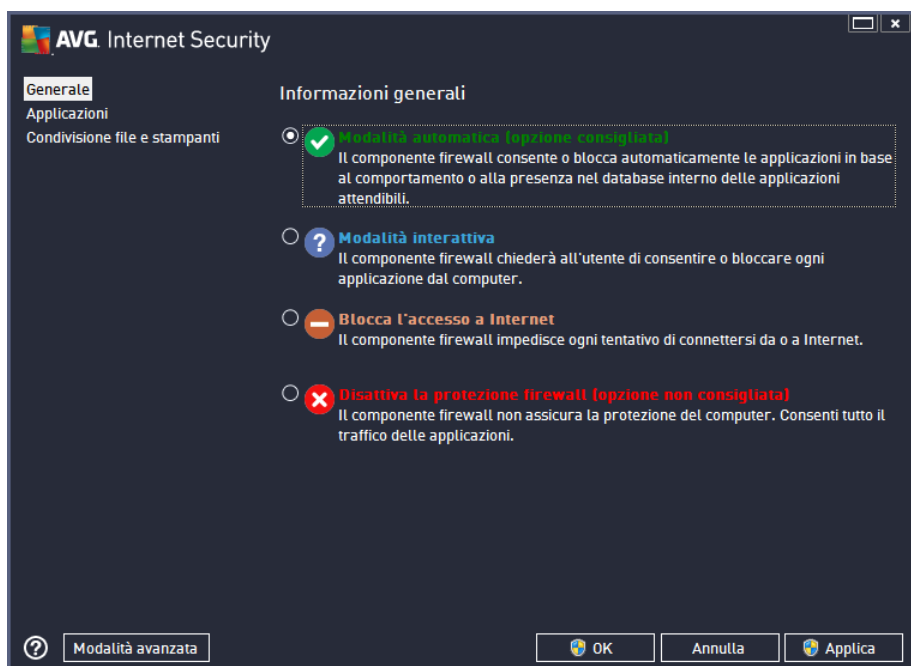 AVG. Internet Security
Generale
Applicazioni
Condivisione file e stampanti
Informazioni generali
Modalità automatica (opzione consigliata)
Il componente firewall consente o blocca automaticamente le applicazioni in base
al comportamento o alla presenza nel database interno delle applicazioni
attendibili.
Modalità interattiva
Il componente firewall chiederà all'utente di consentire o bloccare ogni
applicazione dal computer.
Blocca l'accesso a Internet
Il componente firewall impedisce ogni tentativo di connettersi da o a Internet.
Disattiva la protezione firewall (opzione non consigliata)
Il componente firewall non assicura la protezione del computer. Consenti tutto il
traffico delle applicazioni.
Modalità avanzata
OK
Annulla
Applica